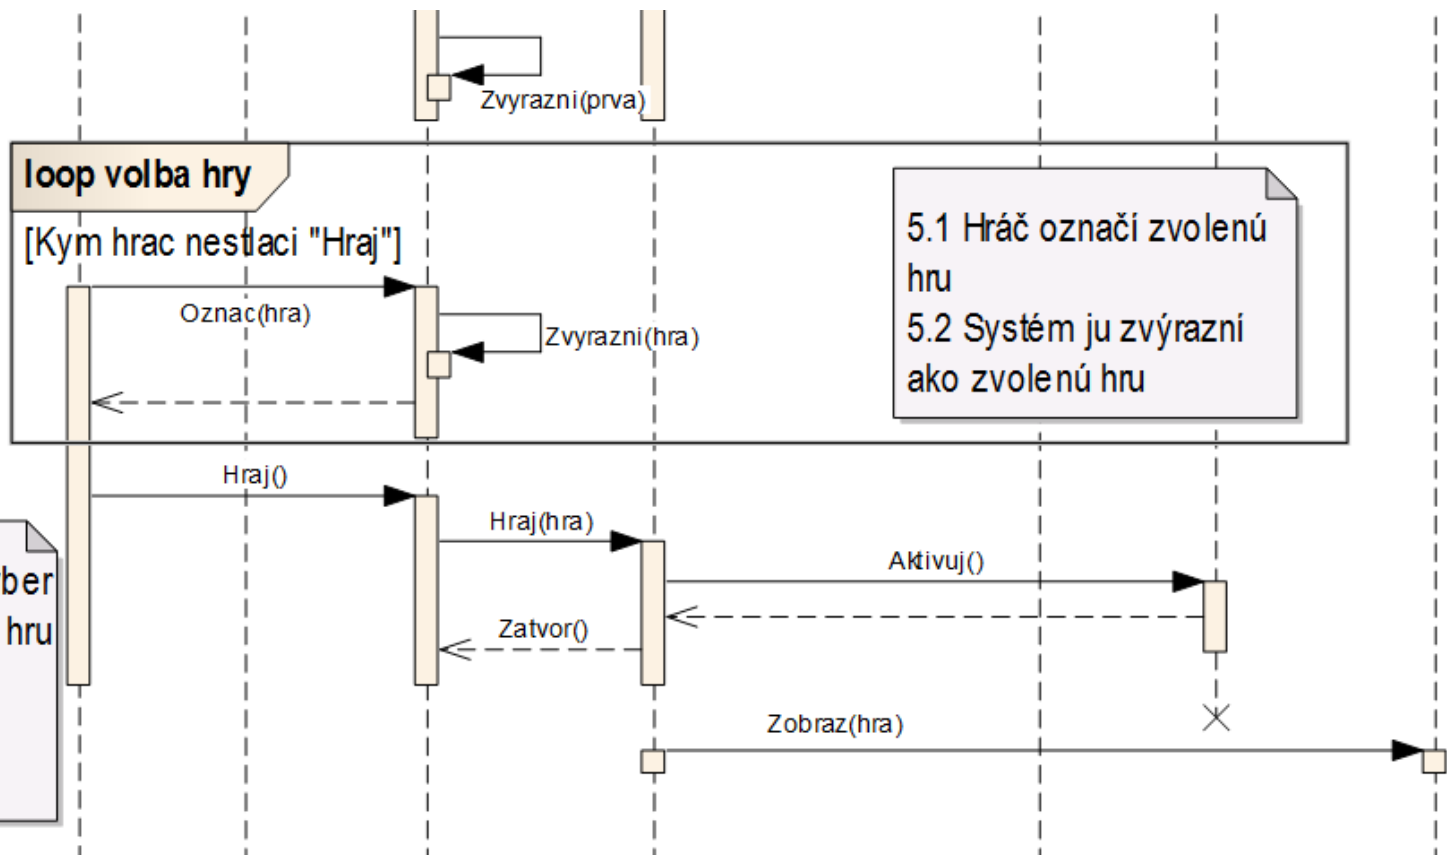 Zvyrazni(prva)
loop volba hry
[Kym hrac nestlaci "Hraj"]
5.1 Hráč označí zvolenú
hru
5.2 Systém ju zvýrazní
ako zvolenú hru
Oznac(hra)
Zvyrazni(hra)
Hraj()
Hraj(hra)
Aktivuj()
hru
Zatvor()
Zobraz(hra)